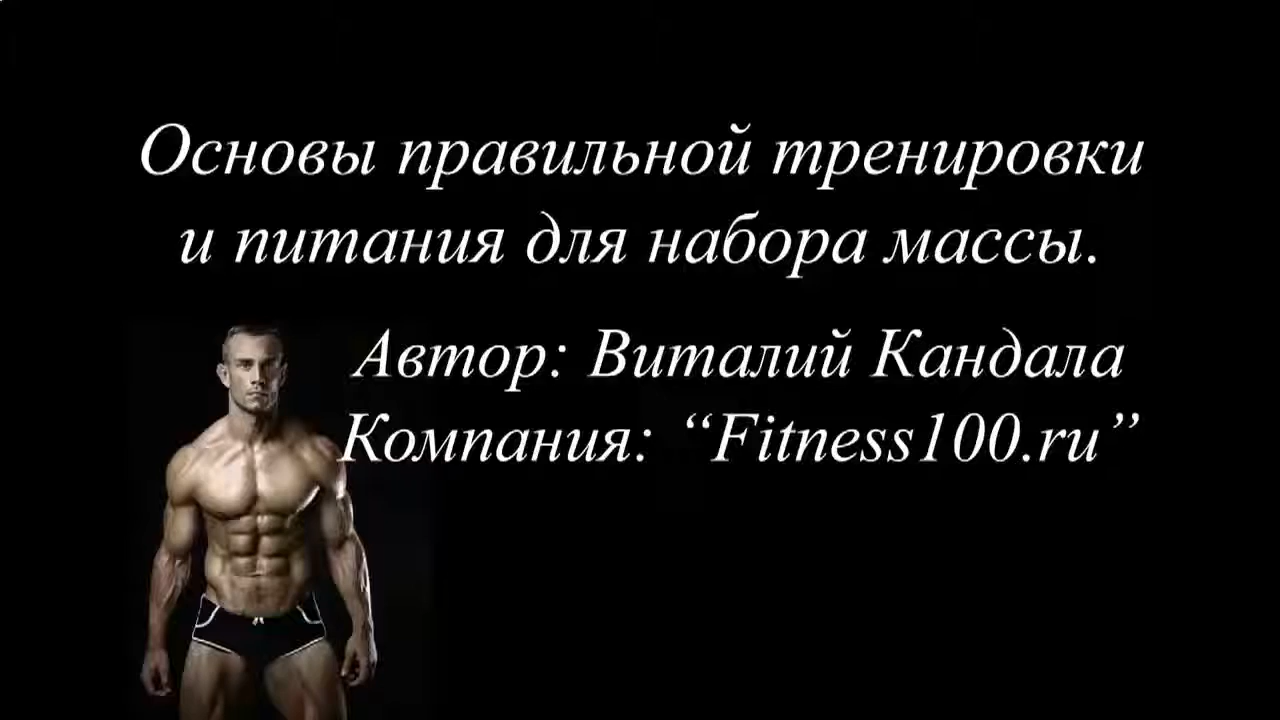 Основы правильной тренировки
и питания для набора массы.
Автор: Виталий Кандала
Компания: “Fitness100.ru”